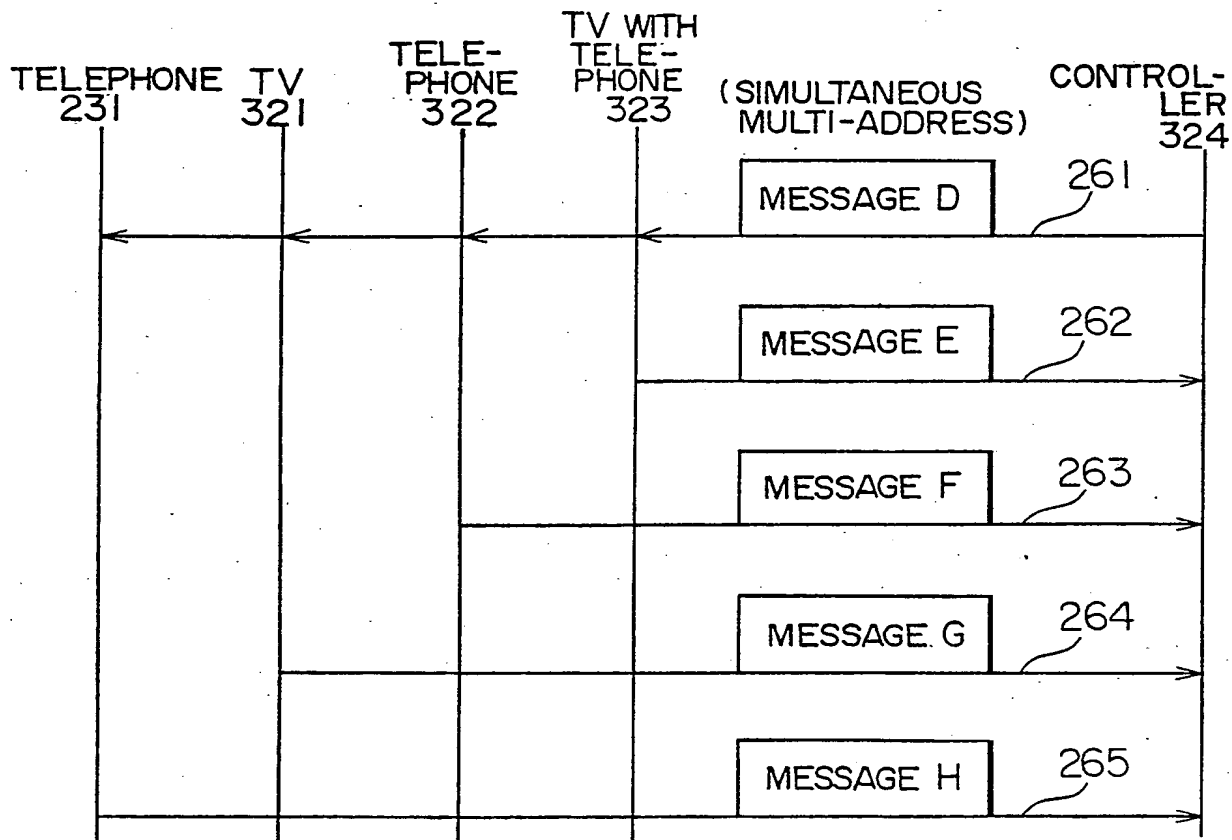 TELEPHONE
231
TV
321
TELE-
PHONE
322
TV WITH
TELE-
PHONE
323
(SIMULTANEOUS
MULTI-ADDRESS)
CONTROL-
LER
324
MESSAGE D
261
MESSAGE E
262
MESSAGE F
263
MESSAGE G
264
MESSAGE H
265